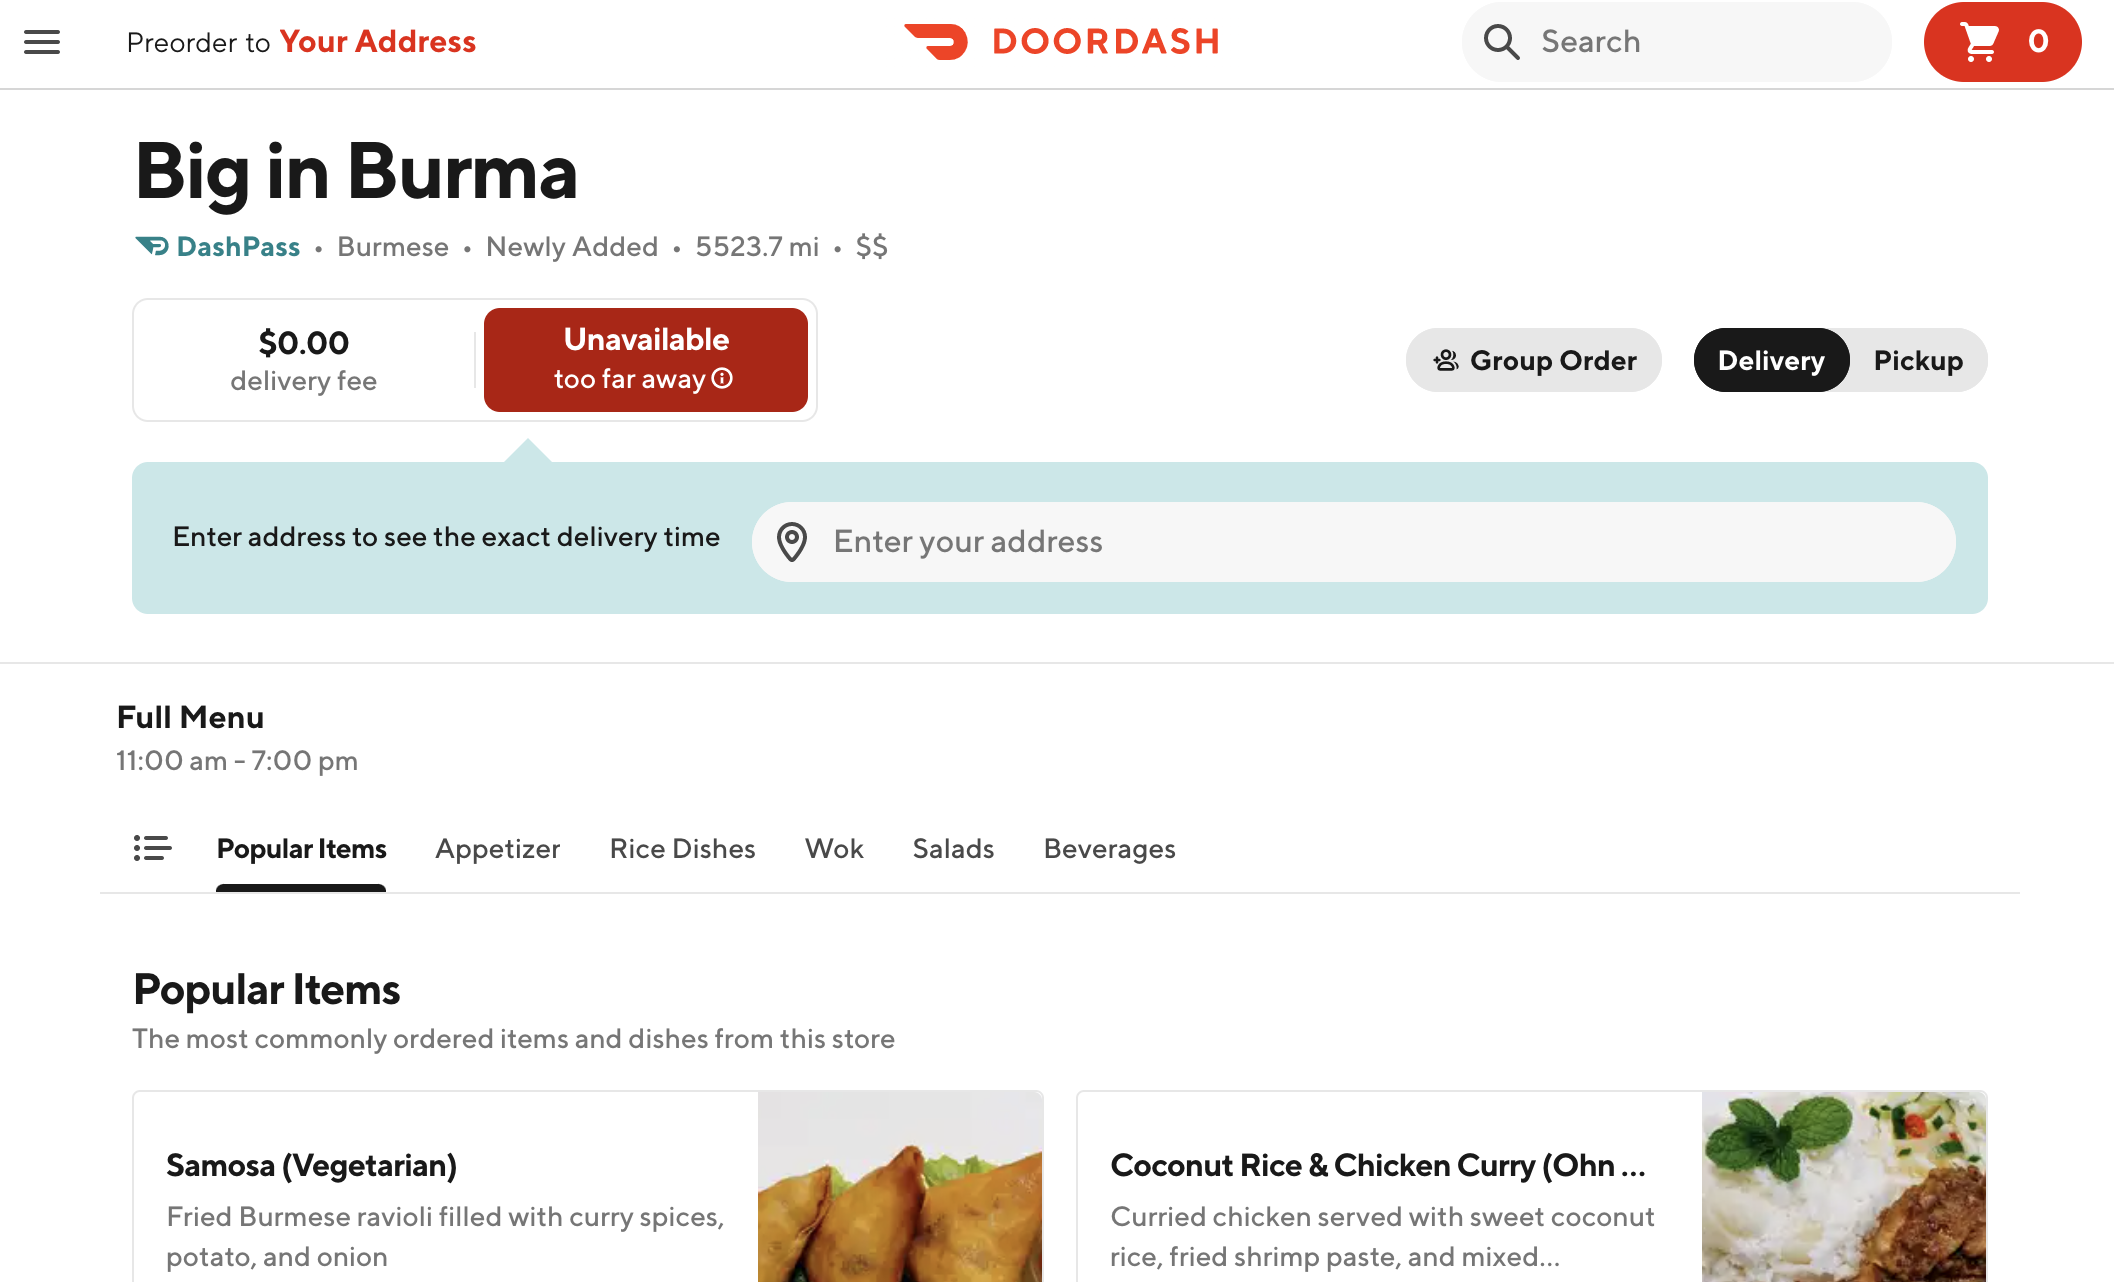 Preorder to Your Address
DOORDASH
Search
0
Big in Burma
DashPass • Burmese • Newly Added • 5523.7 mi • $$
$0.00
delivery fee
Unavailable
too far away
Group Order
Delivery
Pickup
Enter address to see the exact delivery time
Enter your address
Full Menu
11:00 am - 7:00 pm
Popular Items
Appetizer
Rice Dishes
Wok
Salads
Beverages
Popular Items
The most commonly ordered items and dishes from this store
Samosa (Vegetarian)
Fried Burmese ravioli filled with curry spices,
potato, and onion
Coconut Rice & Chicken Curry (Ohn ...
Curried chicken served with sweet coconut
rice, fried shrimp paste, and mixed...